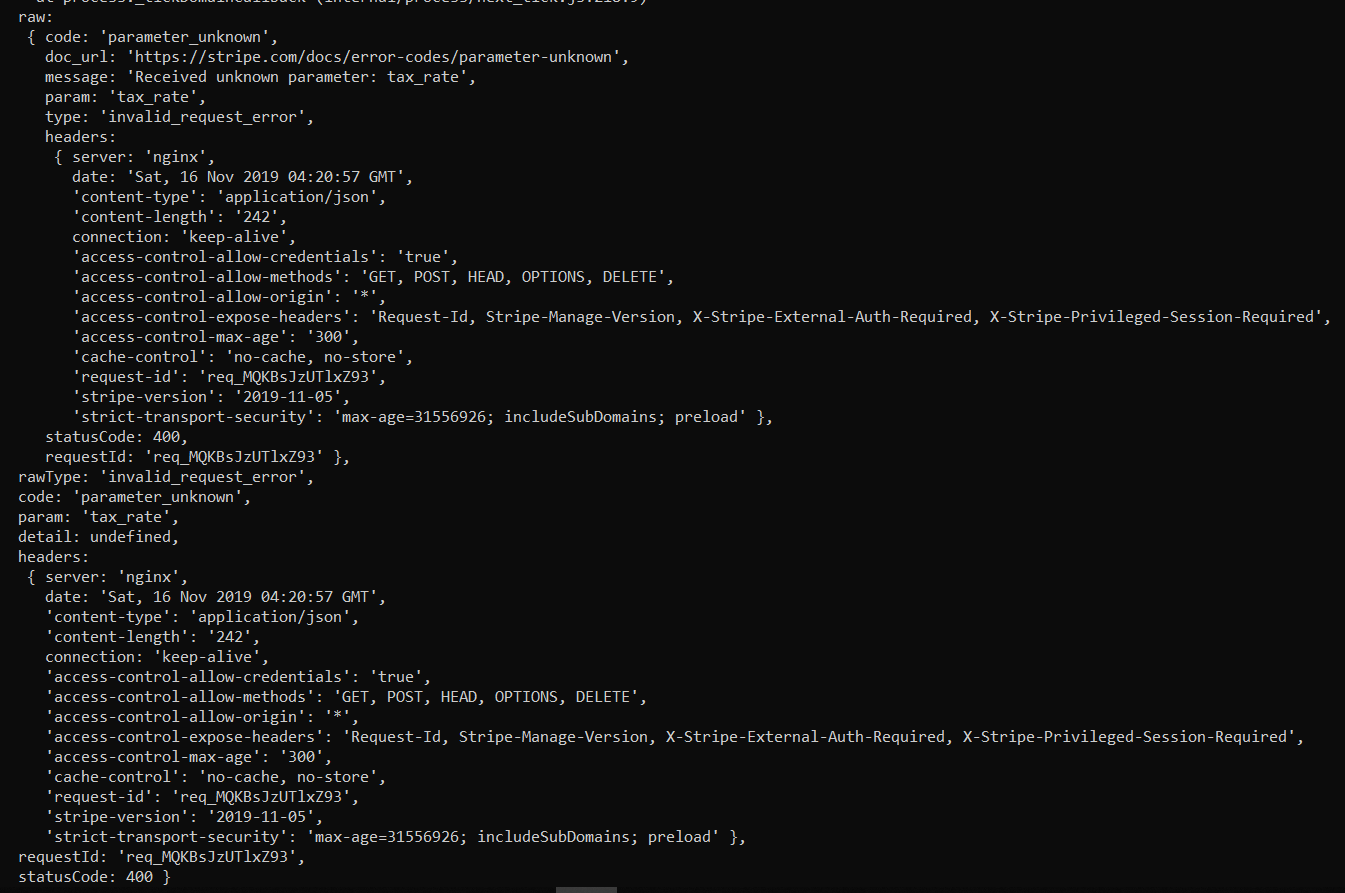 raw:
{ code: 'parameter_unknown',
doc_url: 'https://stripe.com/docs/error-codes/parameter-unknown',
message: 'Received unknown parameter: tax_rate',
param: 'tax_rate',
type: 'invalid_request_error',
headers:
{ server: 'nginx',
date: 'Sat, 16 Nov 2019 04:20:57 GMT',
'content-type': 'application/json',
'content-length': '242',
connection: 'keep-alive',
'access-control-allow-credentials': 'true',
'access-control-allow-methods': 'GET, POST, HEAD, OPTIONS, DELETE',
'access-control-allow-origin': '*',
'access-control-expose-headers': 'Request-Id, Stripe-Manage-Version, X-Stripe-External-Auth-Required, X-Stripe-Privileged-Session-Required',
'access-control-max-age': '300',
'cache-control': 'no-cache, no-store',
'request-id': 'req_MQKBsJzUTlxZ93',
'stripe-version': '2019-11-05',
'strict-transport-security': 'max-age=31556926; includeSubDomains; preload' },
statusCode: 400,
requestId: 'req_MQKBsJzUTlxZ93' },
rawType: 'invalid_request_error',
code: 'parameter_unknown',
param: 'tax_rate',
detail: undefined,
headers:
{ server: 'nginx',
date: 'Sat, 16 Nov 2019 04:20:57 GMT',
'content-type': 'application/json',
'content-length': '242',
connection: 'keep-alive',
'access-control-allow-credentials': 'true',
'access-control-allow-methods': 'GET, POST, HEAD, OPTIONS, DELETE',
'access-control-allow-origin': '*',
'access-control-expose-headers': 'Request-Id, Stripe-Manage-Version, X-Stripe-External-Auth-Required, X-Stripe-Privileged-Session-Required',
'access-control-max-age': '300',
'cache-control': 'no-cache, no-store',
'request-id': 'req_MQKBsJzUTlxZ93',
'stripe-version': '2019-11-05',
'strict-transport-security': 'max-age=31556926; includeSubDomains; preload' },
requestId: 'req_MQKBsJzUTlxZ93',
statusCode: 400 }